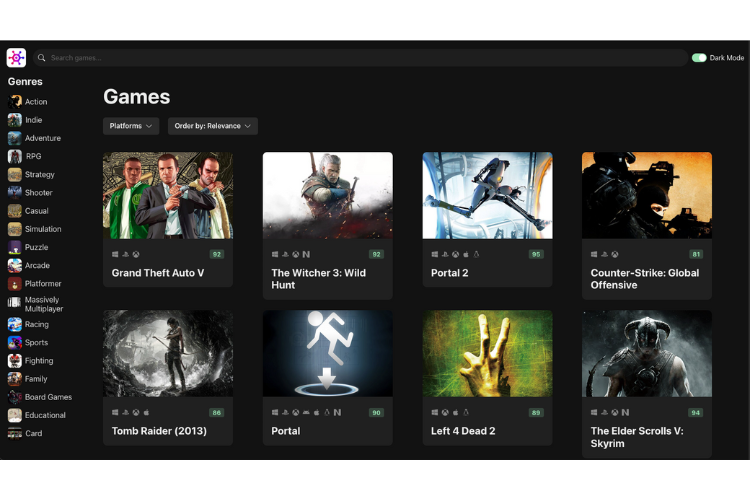 Search games...
Dark Mode
Genres
Action
Indie
Adventure
RPG
Strategy
Shooter
Casual
Simulation
Puzzle
Arcade
Platformer
Massively
Multiplayer
Racing
Sports
Fighting
Family
Board Games
Educational
Card
Games
Platforms
Order by: Relevance
92
Grand Theft Auto V
92
The Witcher 3: Wild
Hunt
95
Portal 2
81
Counter-Strike: Global
Offensive
86
Tomb Raider (2013)
90
Portal
89
Left 4 Dead 2
94
The Elder Scrolls V:
Skyrim